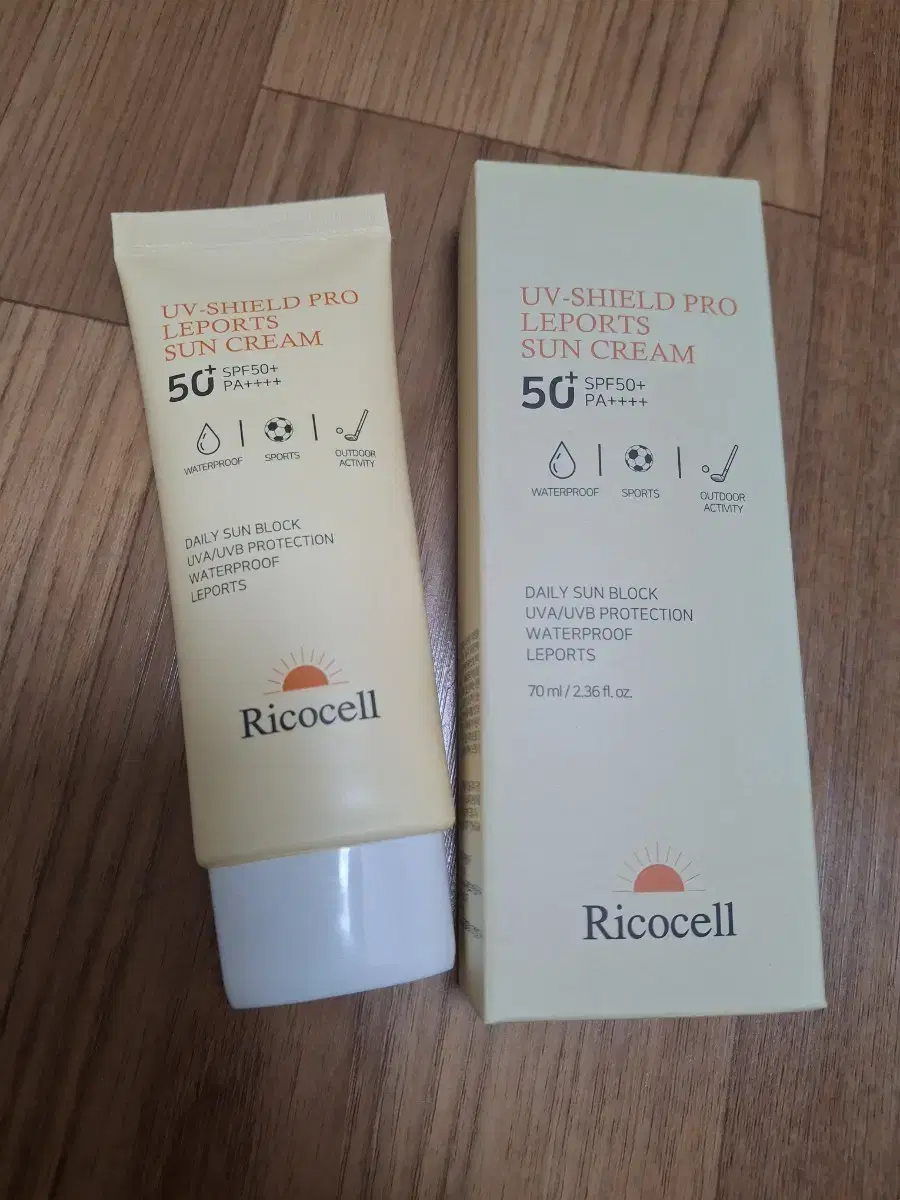 UV-SHIELD PRO
LEPORTS
SUN CREAM
50+ SPF50+
PA++++
WATERPROOF
SPORTS
OUTDOOR
ACTIVITY
DAILY SUN BLOCK
UVA/UVB PROTECTION
WATERPROOF
LEPORTS
Ricocell
UV-SHIELD PRO
LEPORTS
SUN CREAM
50+ SPF50+
PA++++
WATERPROOF
SPORTS
OUTDOOR
ACTIVITY
DAILY SUN BLOCK
UVA/UVB PROTECTION
WATERPROOF
LEPORTS
70 ml / 2.36 fl. oz.
Ricocell